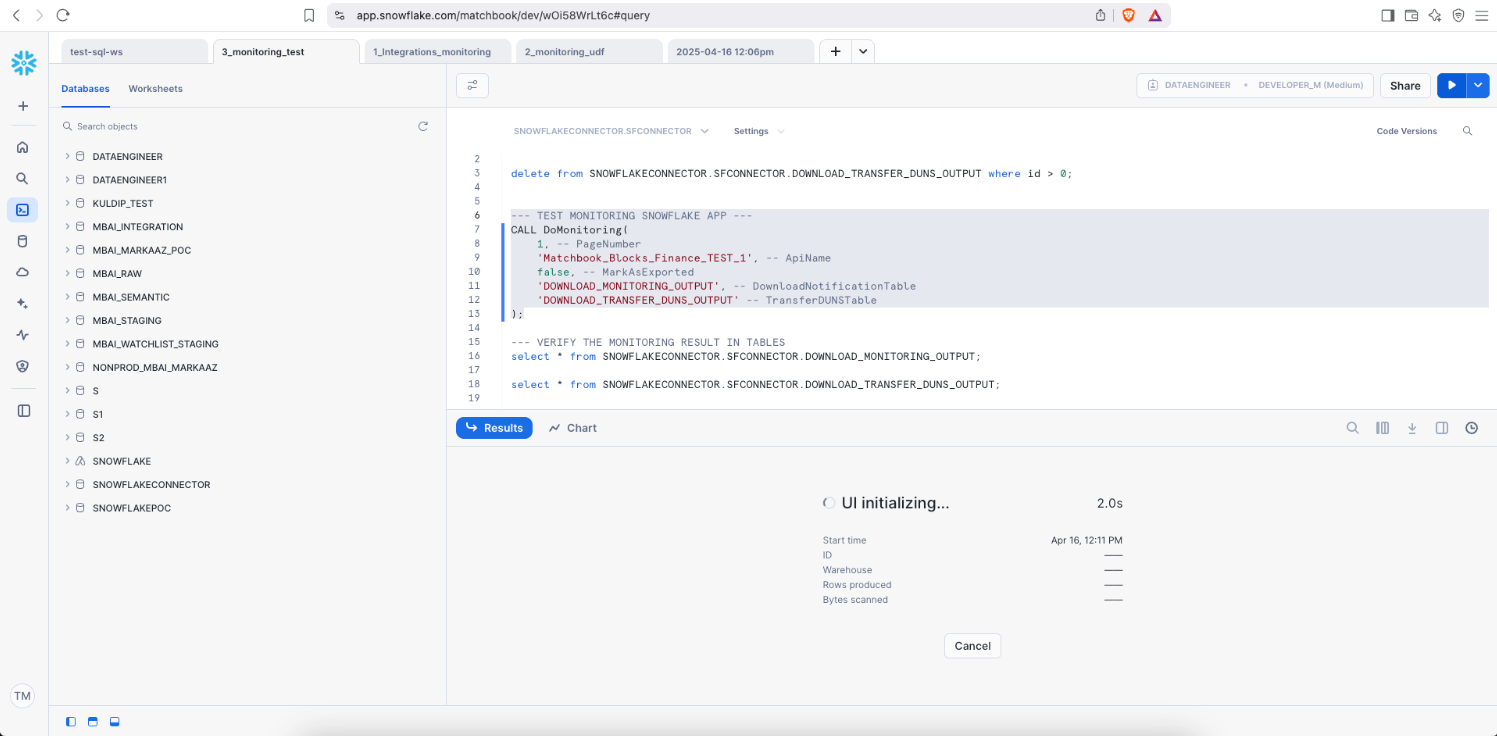 app.snowflake.com/matchbook/dev/wOi58WrLt6c#query
test-sql-ws
3_monitoring_test
1_Integrations_monitoring
2_monitoring_udf
2025-04-16 12:06pm
Databases
Worksheets
DATAENGINEER
DEVELOPER_M (Medium)
Share
Search objects
SNOWFLAKECONNECTOR.SFCONNECTOR
Settings
Code Versions
DATAENGINEER
DATAENGINEER1
KULDIP_TEST
MBAI_INTEGRATION
MBAI_MARKAAZ_POC
MBAI_RAW
MBAI_SEMANTIC
MBAI_STAGING
MBAI_WATCHLIST_STAGING
NONPROD_MBAI_MARKAAZ
S
S1
S2
SNOWFLAKE
SNOWFLAKECONNECTOR
SNOWFLAKEPOC
TM
2
3 delete from SNOWFLAKECONNECTOR.SFCONNECTOR.DOWNLOAD_TRANSFER_DUNS_OUTPUT where id > 0;
4
5
6 --- TEST MONITORING SNOWFLAKE APP ---
7 CALL DoMonitoring(
8 1, -- PageNumber
9 'Matchbook_Blocks_Finance_TEST_1', -- ApiName
10 false, -- MarkAsExported
11 'DOWNLOAD_MONITORING_OUTPUT', -- DownloadNotificationTable
12 'DOWNLOAD_TRANSFER_DUNS_OUTPUT' -- TransferDUNSTable
13 );
14
15 --- VERIFY THE MONITORING RESULT IN TABLES
16 select * from SNOWFLAKECONNECTOR.SFCONNECTOR.DOWNLOAD_MONITORING_OUTPUT;
17
18 select * from SNOWFLAKECONNECTOR.SFCONNECTOR.DOWNLOAD_TRANSFER_DUNS_OUTPUT;
19
Results
Chart
UI initializing... 2.0s
Start time Apr 16, 12:11 PM
ID
Warehouse
Rows produced
Bytes scanned
Cancel